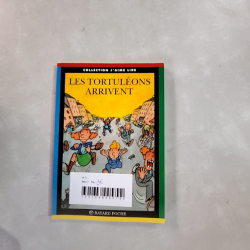 COLLECTION J'AIME LIRE
LES TORTULÉONS
ARRIVENT
BAYARD POCHE